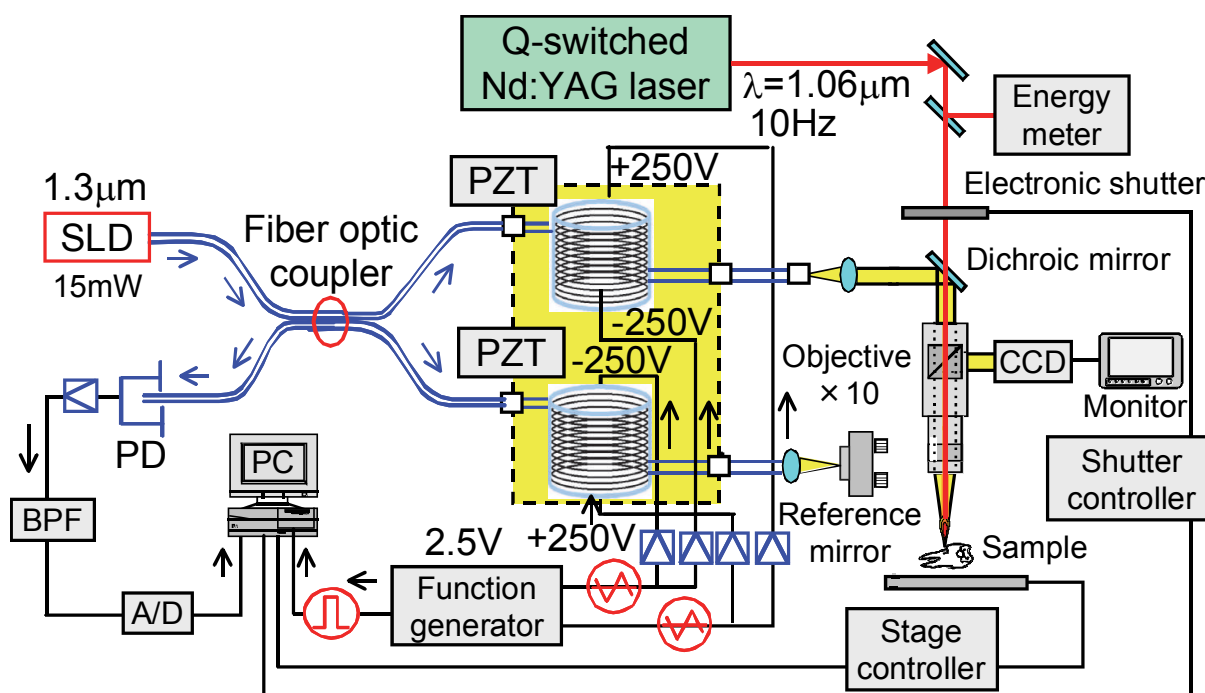 Q-switched
Nd:YAG laser
λ=1.06μm
10Hz
Energy
meter
+250V
PZT
Electronic shutter
1.3μm
SLD
15mW
Fiber optic
coupler
Dichroic mirror
-250V
PZT
-250V
Objective
×10
CCD
Monitor
PD
PC
Shutter
controller
BPF
Reference
mirror
2.5V
+250V
Sample
A/D
Function
generator
Stage
controller